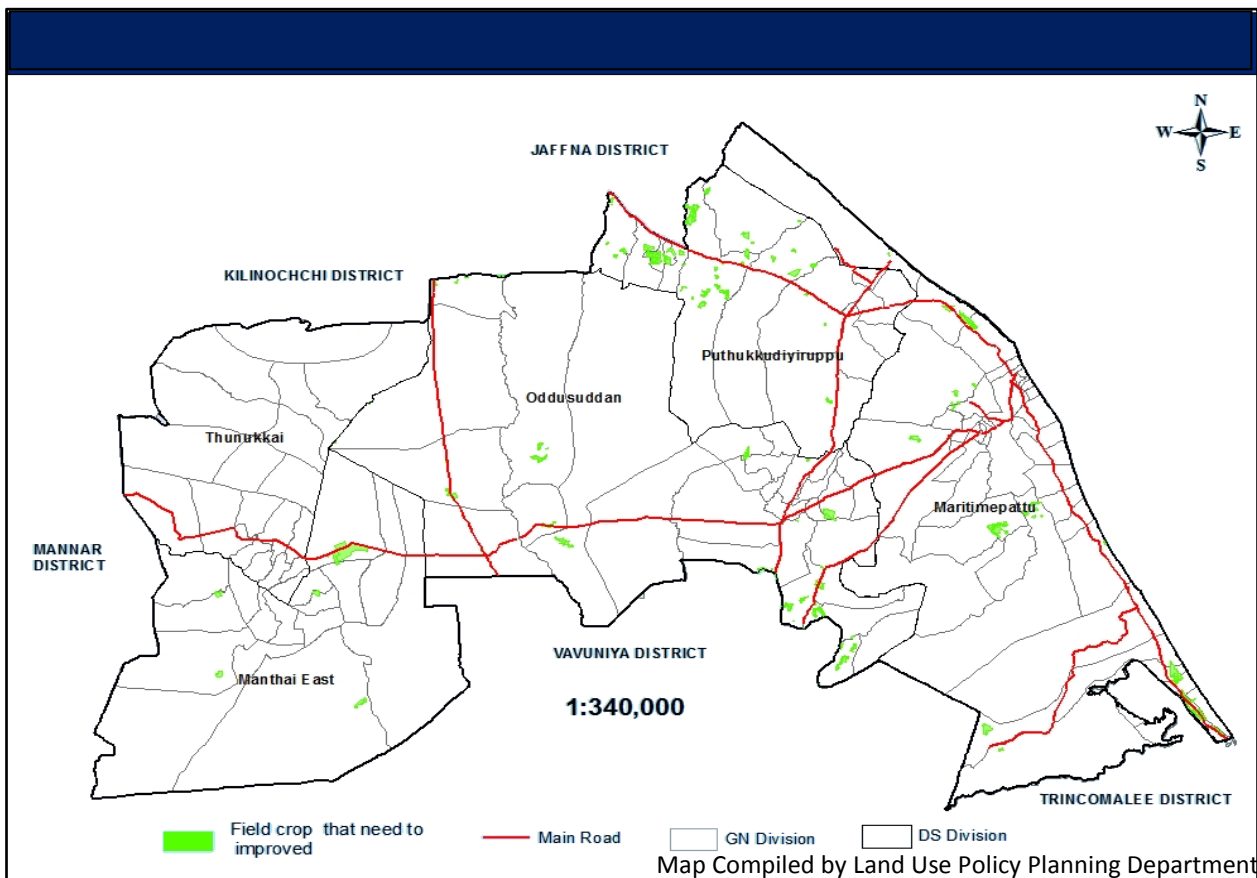 N
W E
S
JAFFNA DISTRICT
KILINOCHCHI DISTRICT
Puthukkudiyiruppu
Oddusuddan
Thunukkai
Maritimepattu
MANNAR
DISTRICT
VAVUNIYA DISTRICT
Manthai East
1:340,000
TRINCOMALEE DISTRICT
Field crop that need to
improved
Main Road
GN Division
DS Division
Map Compiled by Land Use Policy Planning Department